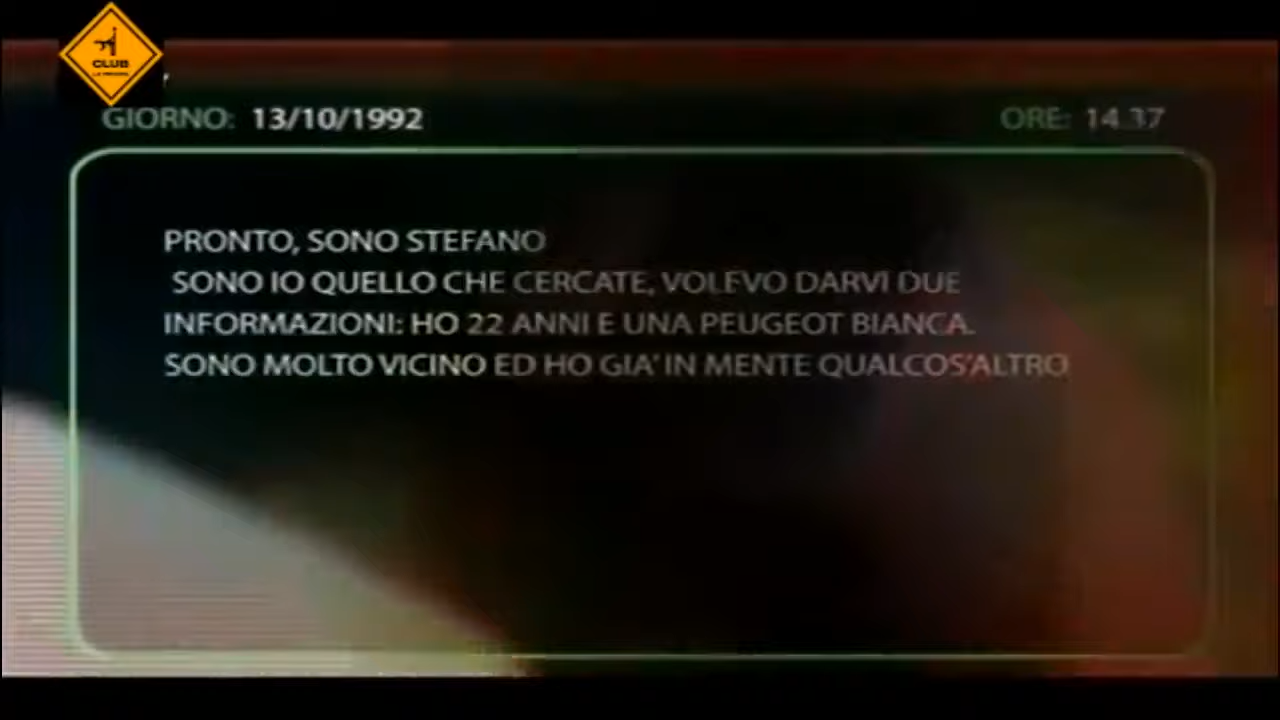 CLUB
GIORNO: 13/10/1992
ORE: 14.37
PRONTO, SONO STEFANO
SONO IO QUELLO CHE CERCATE, VOLEVO DARVI DUE
INFORMAZIONI: HO 22 ANNI E UNA PEUGEOT BIANCA.
SONO MOLTO VICINO ED HO GIA' IN MENTE QUALCOS'ALTRO